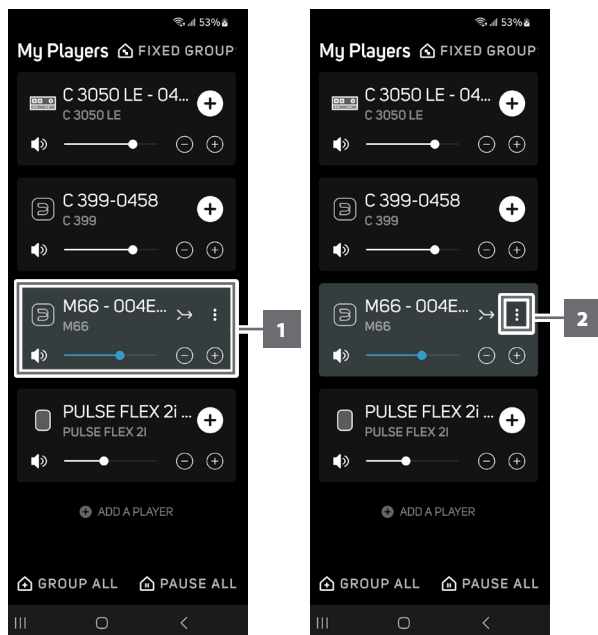 53%
My Players FIXED GROUP
C 3050 LE - 04...
C 3050 LE
C 399-0458
C 399
M66 - 004E...
M66
PULSE FLEX 2i ...
PULSE FLEX 2I
ADD A PLAYER
GROUP ALL PAUSE ALL
1
53%
My Players FIXED GROUP
C 3050 LE - 04...
C 3050 LE
C 399-0458
C 399
M66 - 004E...
M66
PULSE FLEX 2i ...
PULSE FLEX 2I
ADD A PLAYER
GROUP ALL PAUSE ALL
2